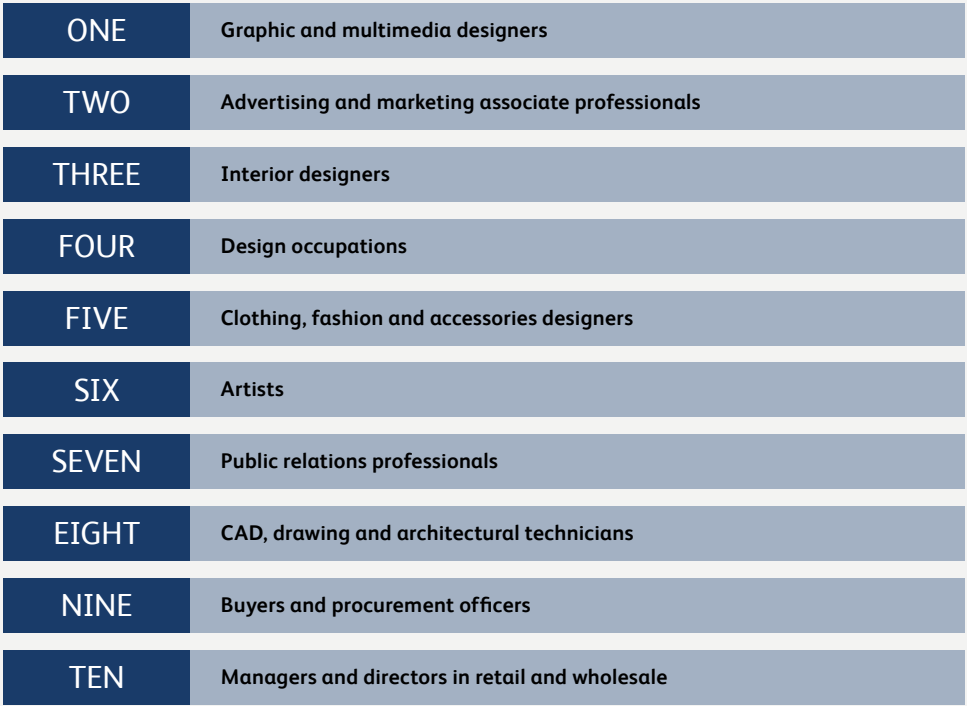 ONE Graphic and multimedia designers
TWO Advertising and marketing associate professionals
THREE Interior designers
FOUR Design occupations
FIVE Clothing, fashion and accessories designers
SIX Artists
SEVEN Public relations professionals
EIGHT CAD, drawing and architectural technicians
NINE Buyers and procurement officers
TEN Managers and directors in retail and wholesale